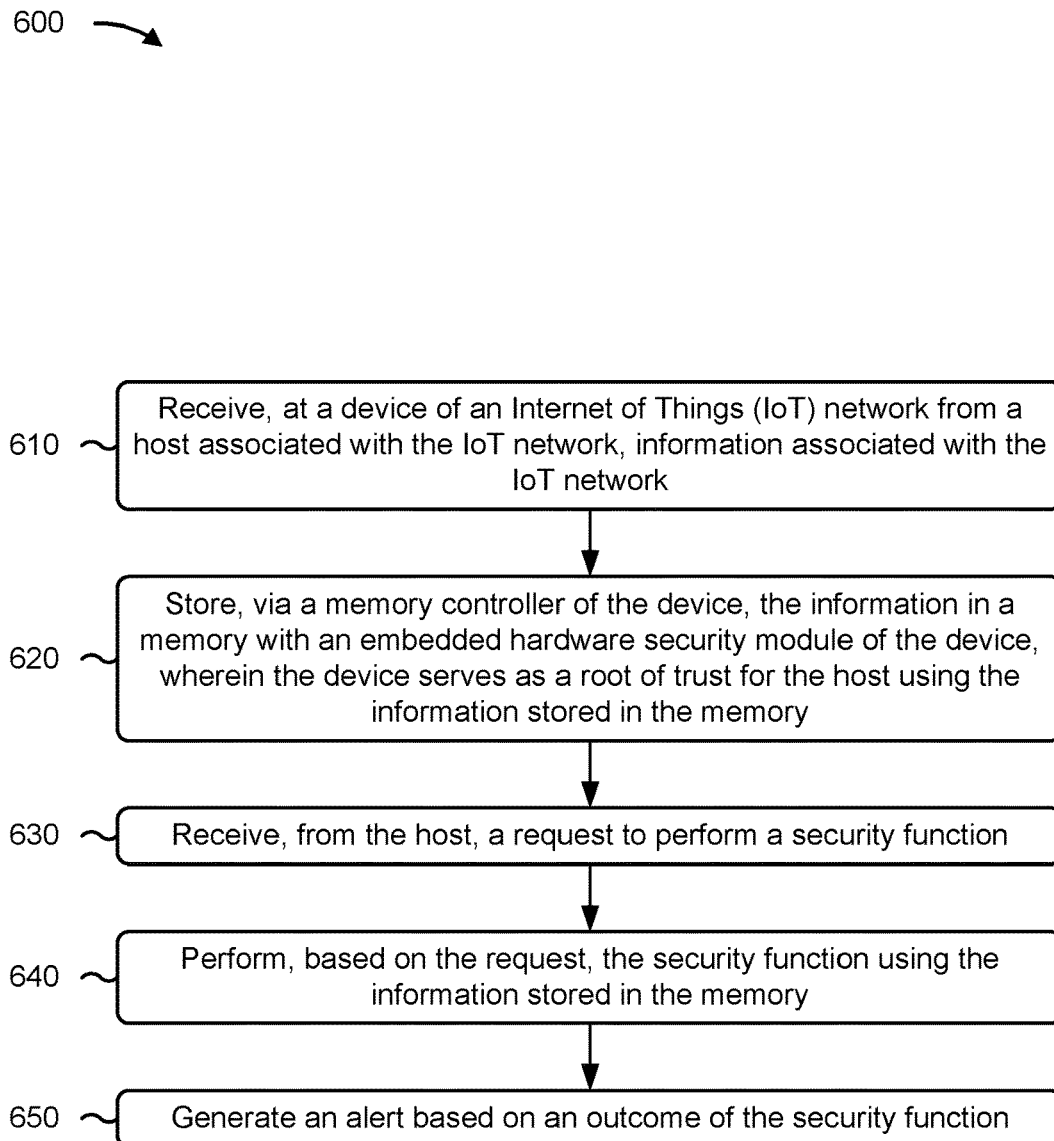 600
610
Receive, at a device of an Internet of Things (IoT) network from a
host associated with the IoT network, information associated with the
IoT network
620
Store, via a memory controller of the device, the information in a
memory with an embedded hardware security module of the device,
wherein the device serves as a root of trust for the host using the
information stored in the memory
630
Receive, from the host, a request to perform a security function
640
Perform, based on the request, the security function using the
information stored in the memory
650
Generate an alert based on an outcome of the security function